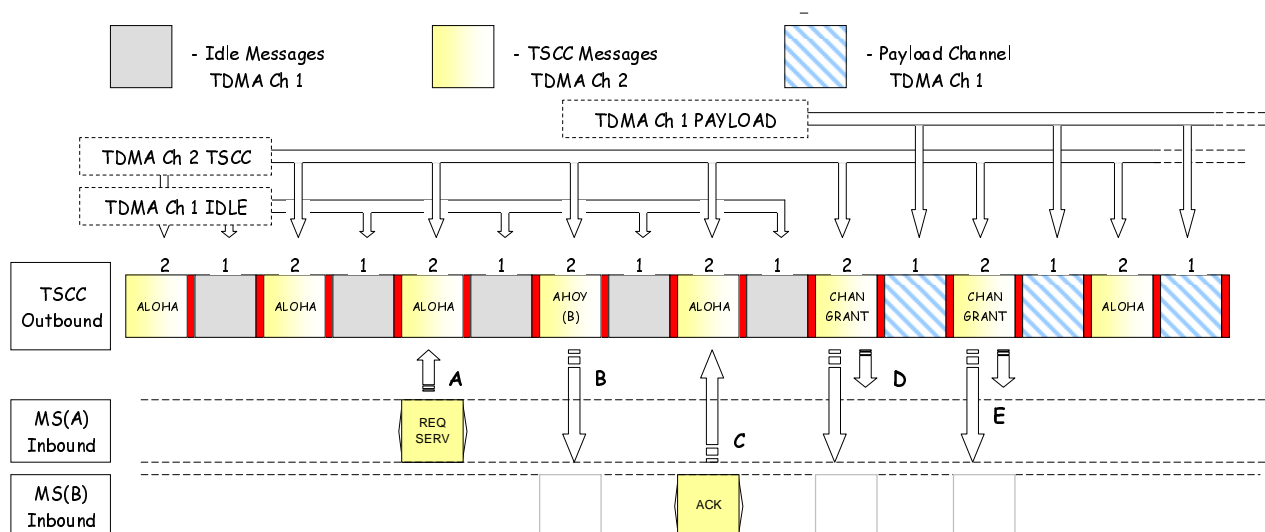 - Idle Messages
TDMA Ch 1
- TSCC Messages
TDMA Ch 2
- Payload Channel
TDMA Ch 1
TDMA Ch 1 PAYLOAD
TDMA Ch 2 TSCC
TDMA Ch 1 IDLE
2 1 2 1 2 1 2 1 2 1 2 1 2 1 2 1
TSCC
Outbound
ALOHA
ALOHA
ALOHA
AHOY
(B)
ALOHA
CHAN
GRANT
CHAN
GRANT
ALOHA
A
B
C
D
E
MS(A)
Inbound
REQ
SERV
MS(B)
Inbound
ACK